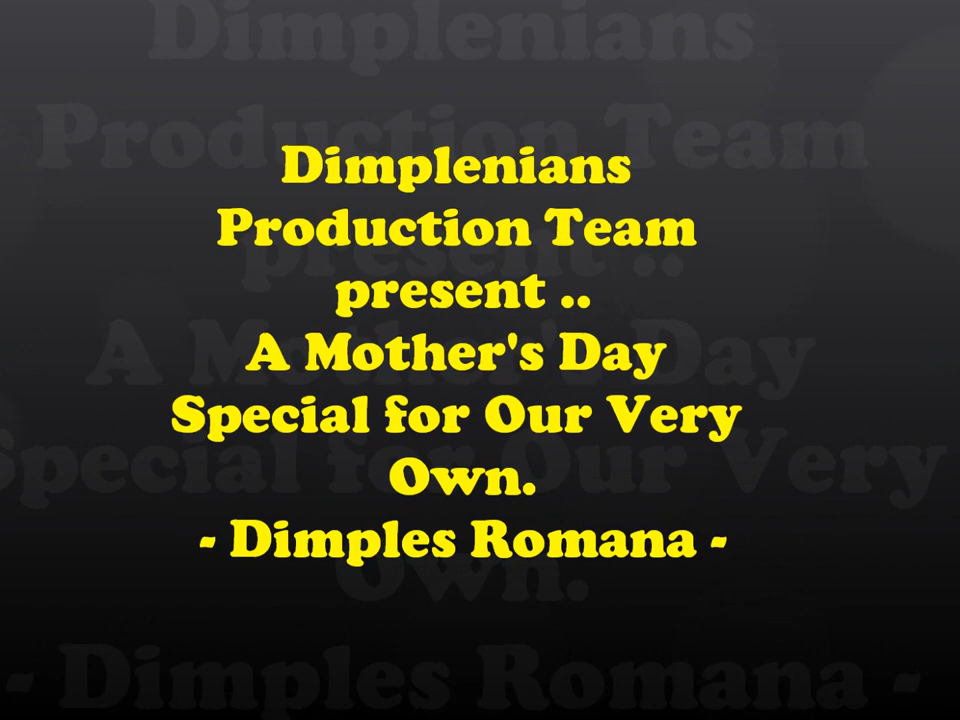 Dimplenians
Production Team
present ..
A Mother's Day
Special for Our Very
Own.
- Dimples Romana -